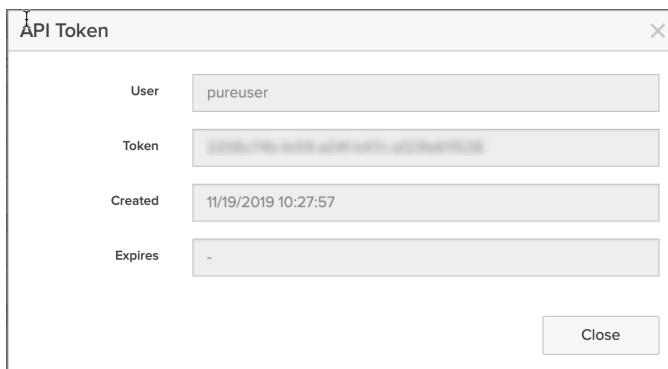 API Token
User
pureuser
Token
Created
11/19/2019 10:27:57
Expires
-
Close